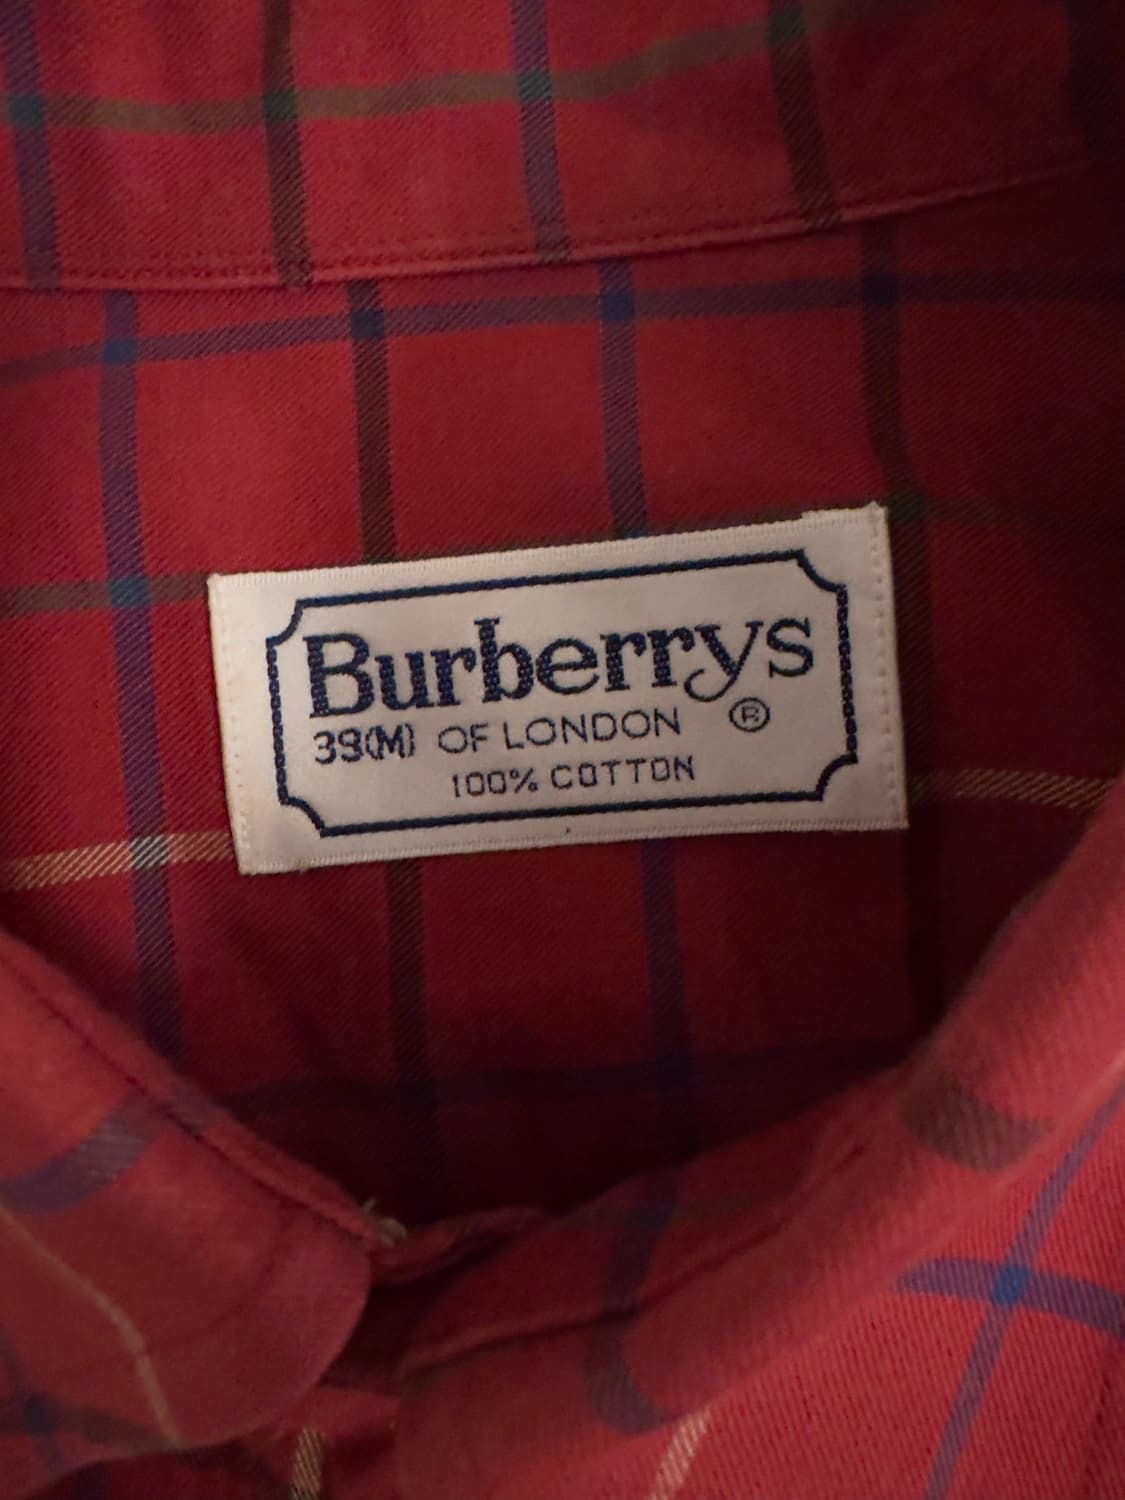 Burberrys
39(M) OF LONDON ®
100% COTTON